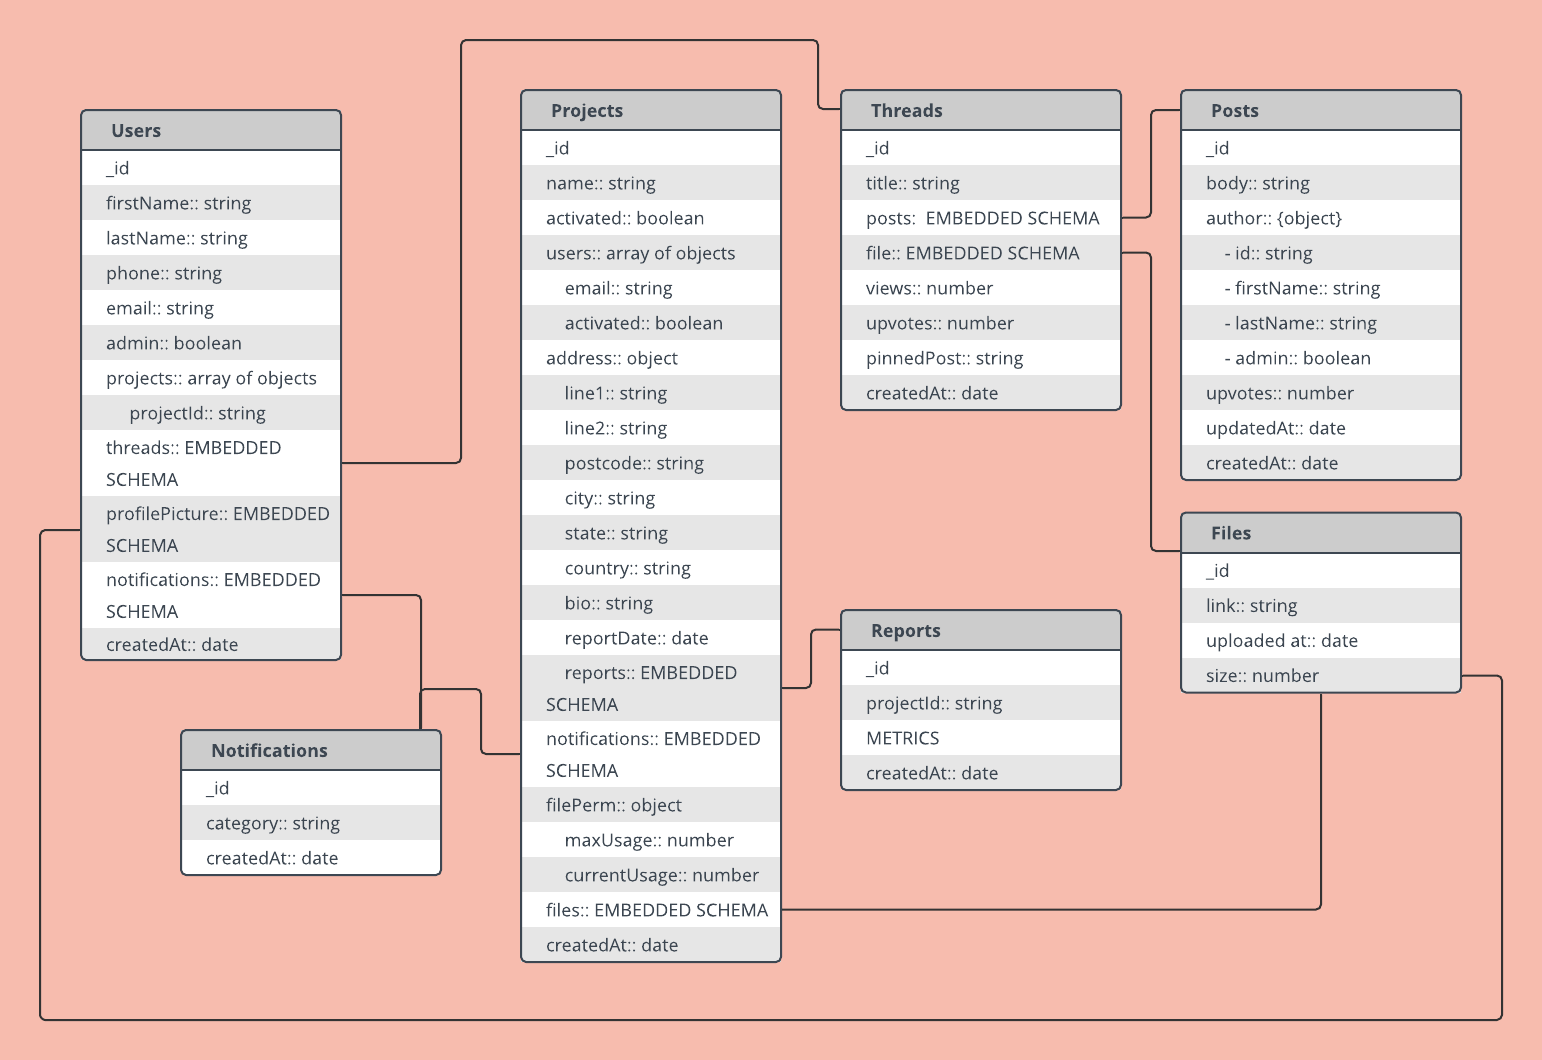 Users
_id
firstName:: string
lastName:: string
phone:: string
email:: string
admin:: boolean
projects:: array of objects
projectId:: string
threads:: EMBEDDED
SCHEMA
profilePicture:: EMBEDDED
SCHEMA
notifications:: EMBEDDED
SCHEMA
createdAt:: date
Notifications
_id
category:: string
createdAt:: date
Projects
_id
name:: string
activated:: boolean
users:: array of objects
email:: string
activated:: boolean
address:: object
line1:: string
line2:: string
postcode:: string
city:: string
state:: string
country:: string
bio:: string
reportDate:: date
reports:: EMBEDDED
SCHEMA
notifications:: EMBEDDED
SCHEMA
filePerm:: object
maxUsage:: number
currentUsage:: number
files:: EMBEDDED SCHEMA
createdAt:: date
Threads
_id
title:: string
posts:  EMBEDDED SCHEMA
file:: EMBEDDED SCHEMA
views:: number
upvotes:: number
pinnedPost:: string
createdAt:: date
Reports
_id
projectId:: string
METRICS
createdAt:: date
Posts
_id
body:: string
author:: {object}
- id:: string
- firstName:: string
- lastName:: string
- admin:: boolean
upvotes:: number
updatedAt:: date
createdAt:: date
Files
_id
link:: string
uploaded at:: date
size:: number